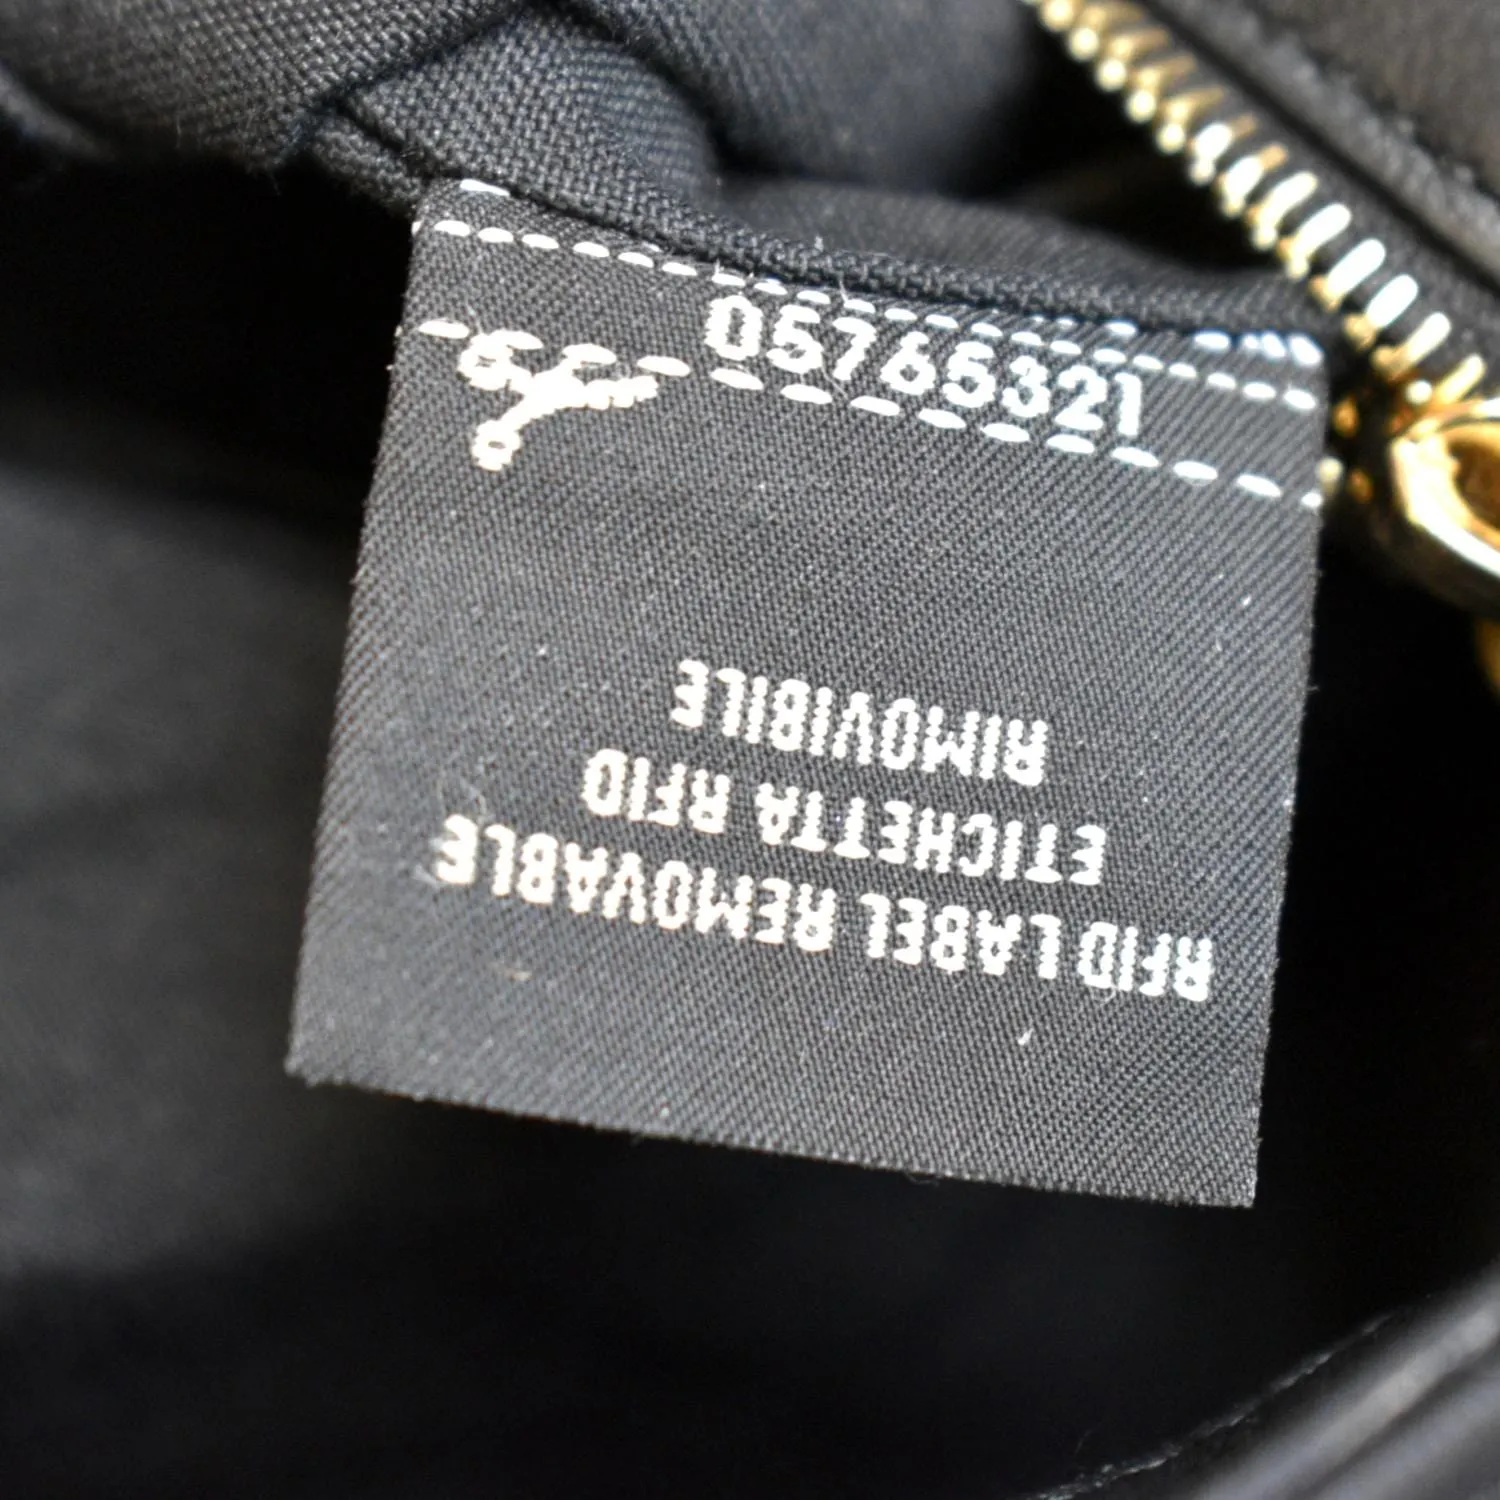 05765321
RFID LABEL REMOVABLE
ETICHETTA RFID
RIMOVIBILE